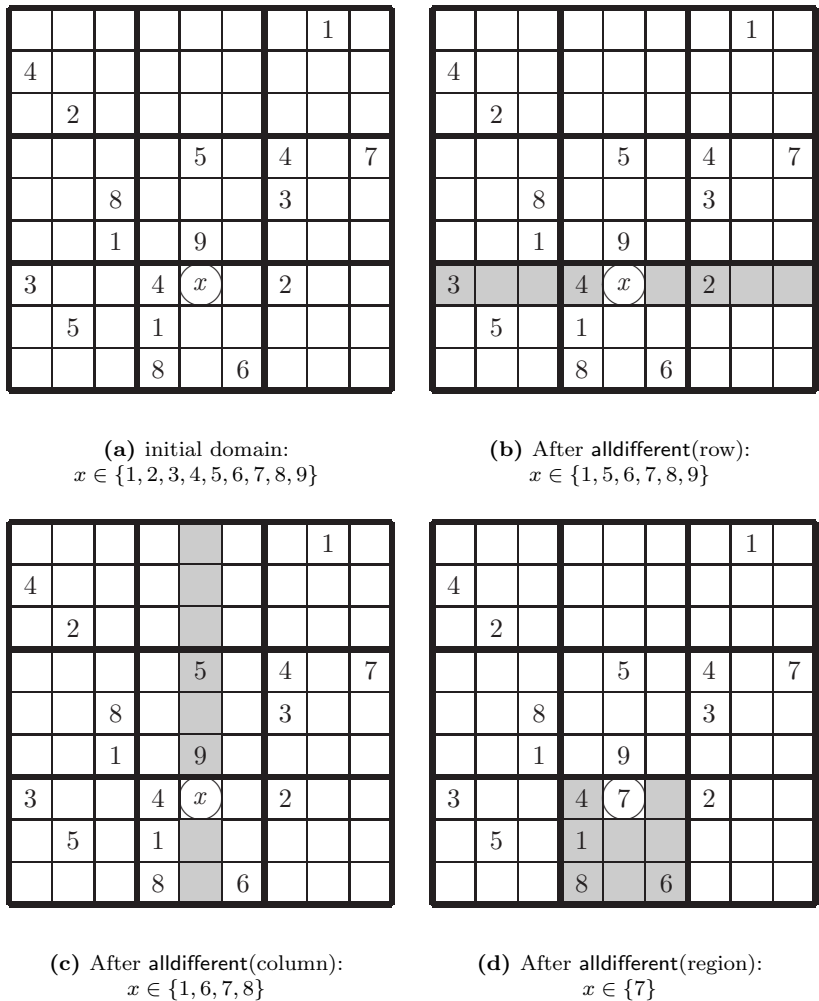 1 1
4 4
2 2
5 4 7 5 4 7
8 3 8 3
1 9 1 9
3 4 x 2 3 4 x 2
5 1 5 1
8 6 8 6
(a) initial domain:
x ∈ {1, 2, 3, 4, 5, 6, 7, 8, 9}
(b) After alldifferent(row):
x ∈ {1, 5, 6, 7, 8, 9}
1 1
4 4
2 2
5 4 7 5 4 7
8 3 8 3
1 9 1 9
3 4 x 2 3 4 7 2
5 1 5 1
8 6 8 6
(c) After alldifferent(column):
x ∈ {1, 6, 7, 8}
(d) After alldifferent(region):
x ∈ {7}